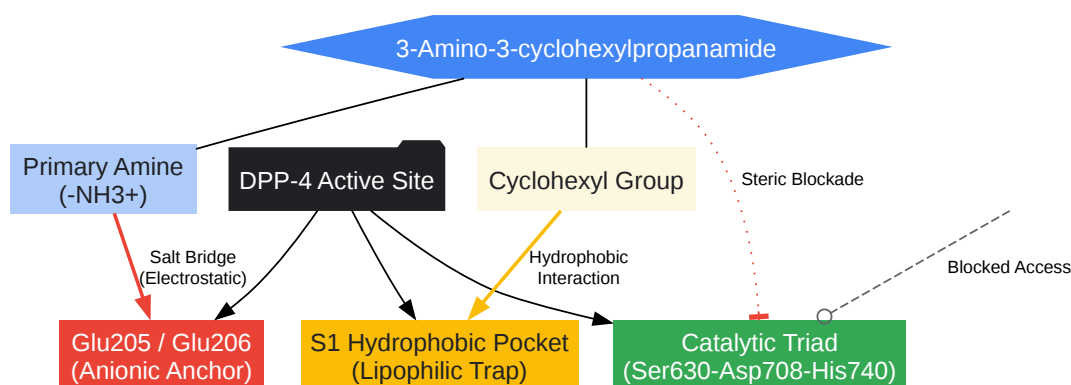 3-Amino-3-cyclohexylpropanamide
Primary Amine
(-NH3+)
DPP-4 Active Site
Cyclohexyl Group
Steric Blockade
Salt Bridge
(Electrostatic)
Hydrophobic
Interaction
Blocked Access
Glu205 / Glu206
(Anionic Anchor)
S1 Hydrophobic Pocket
(Lipophilic Trap)
Catalytic Triad
(Ser630-Asp708-His740)